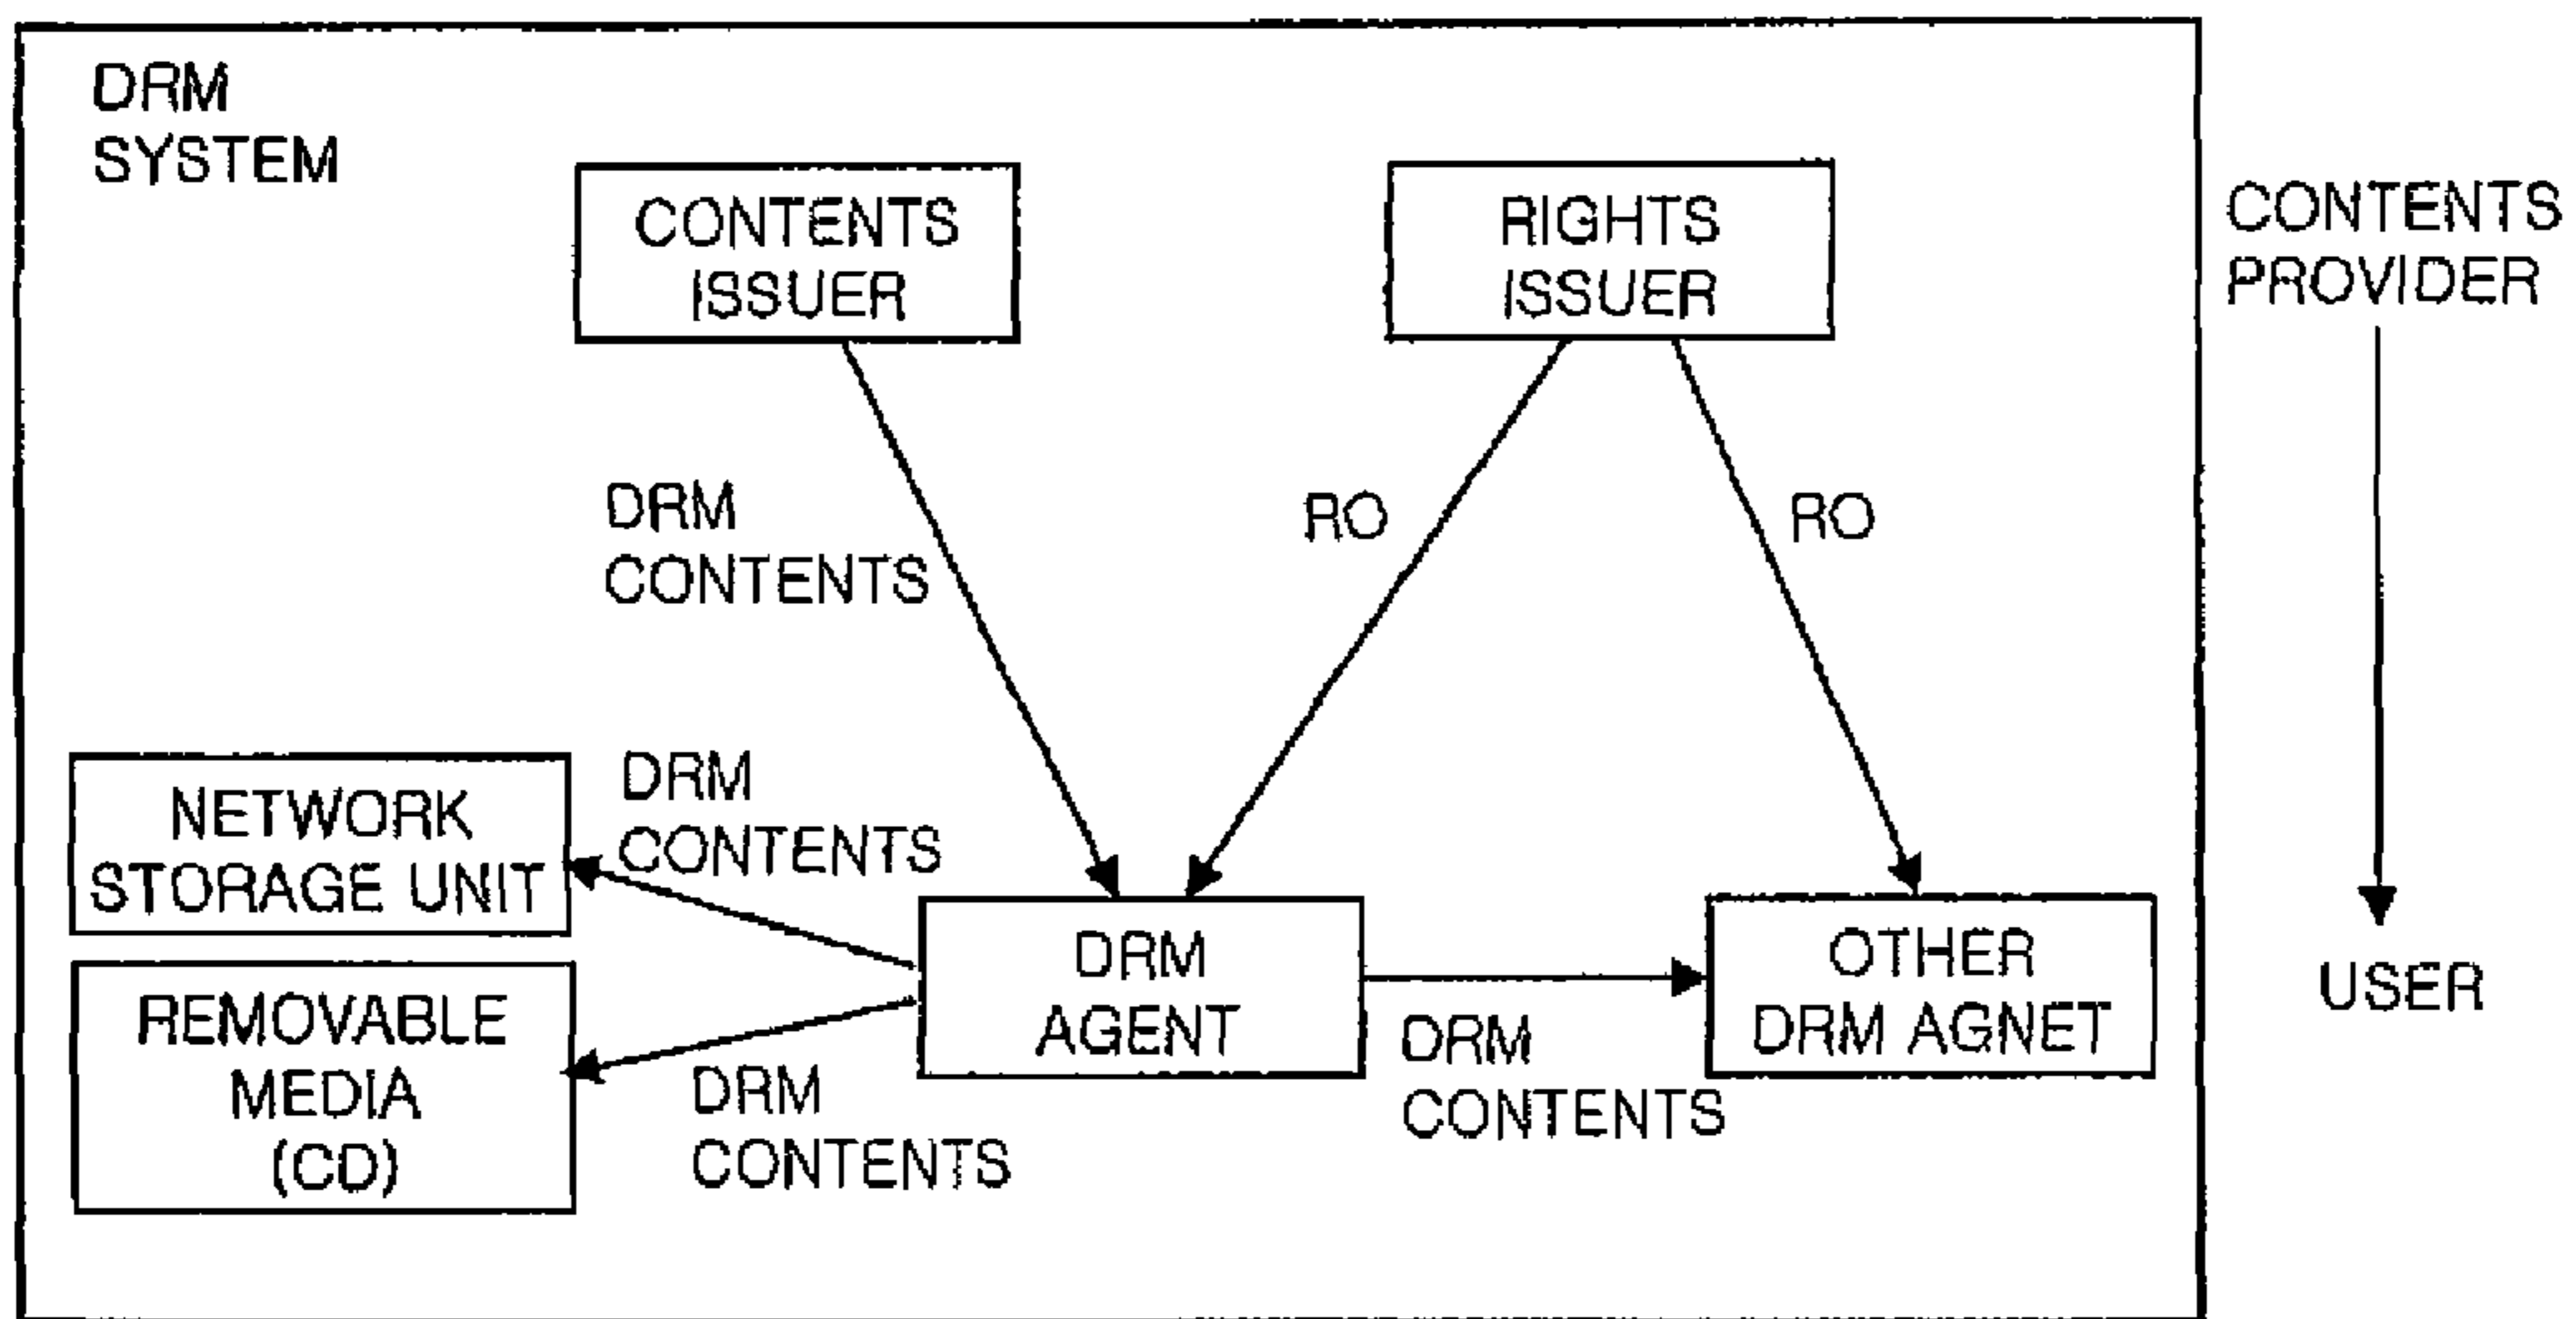 DRM
SYSTEM
CONTENTS
ISSUER
RIGHTS
ISSUER
CONTENTS
PROVIDER
DRM
CONTENTS
RO
RO
NETWORK
STORAGE UNIT
DRM
CONTENTS
REMOVABLE
MEDIA
(CD)
DRM
CONTENTS
DRM
AGENT
DRM
CONTENTS
OTHER
DRM AGNET
USER